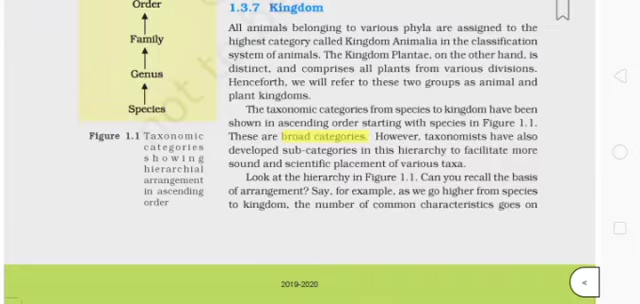 Order
Family
Genus
Species
Figure 1.1 Taxonomic
categories
showing
hierarchial
arrangement
in ascending
order
1.3.7 Kingdom
All animals belonging to various phyla are assigned to the
highest category called Kingdom Animalia in the classification
system of animals. The Kingdom Plantae, on the other hand, is
distinct, and comprises all plants from various divisions.
Henceforth, we will refer to these two groups as animal and
plant kingdoms.
The taxonomic categories from species to kingdom have been
shown in ascending order starting with species in Figure 1.1.
These are broad categories. However, taxonomists have also
developed sub-categories in this hierarchy to facilitate more
sound and scientific placement of various taxa.
Look at the hierarchy in Figure 1.1. Can you recall the basis
of arrangement? Say, for example, as we go higher from species
to kingdom, the number of common characteristics goes on
2019-2020